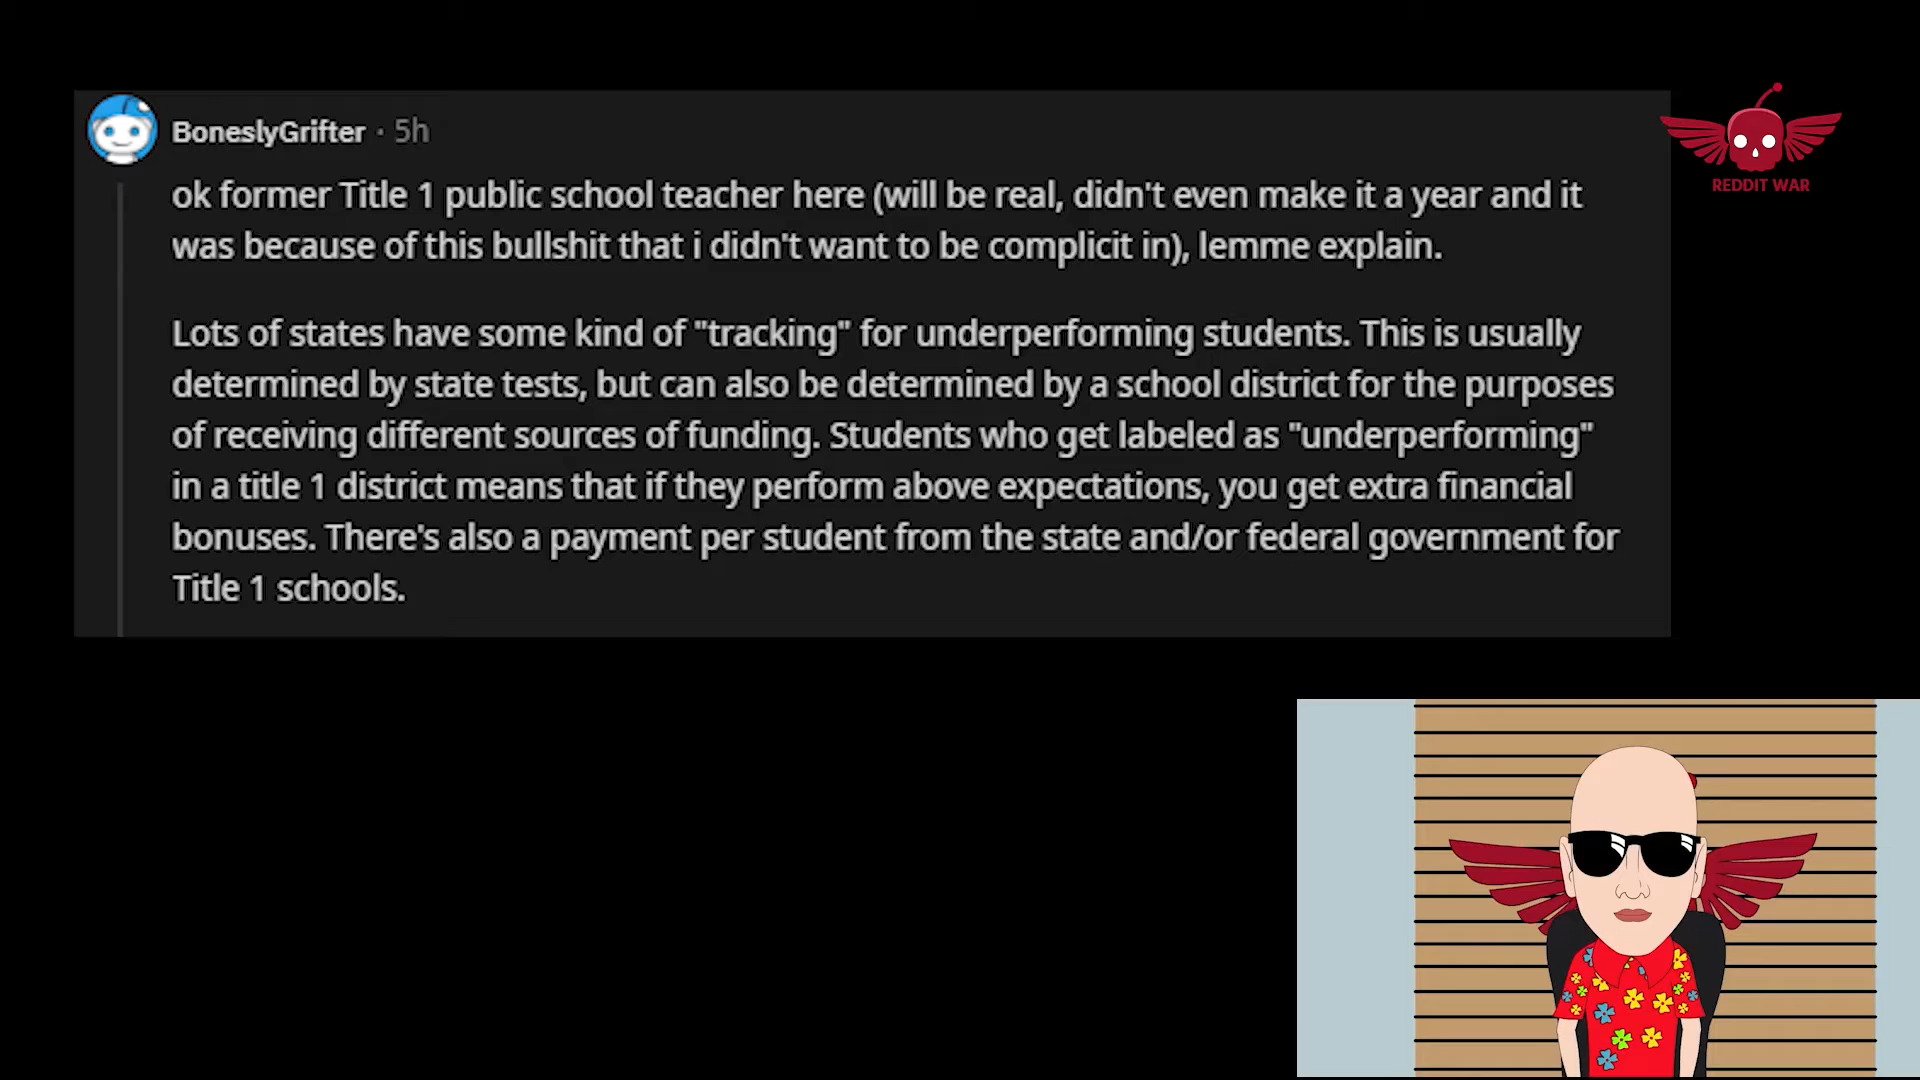 BoneslyGrifter · 5h
REDDIT WAR
ok former Title 1 public school teacher here (will be real, didn't even make it a year and it
was because of this bullshit that i didn't want to be complicit in), lemme explain.
Lots of states have some kind of "tracking" for underperforming students. This is usually
determined by state tests, but can also be determined by a school district for the purposes
of receiving different sources of funding. Students who get labeled as "underperforming"
in a title 1 district means that if they perform above expectations, you get extra financial
bonuses. There's also a payment per student from the state and/or federal government for
Title 1 schools.